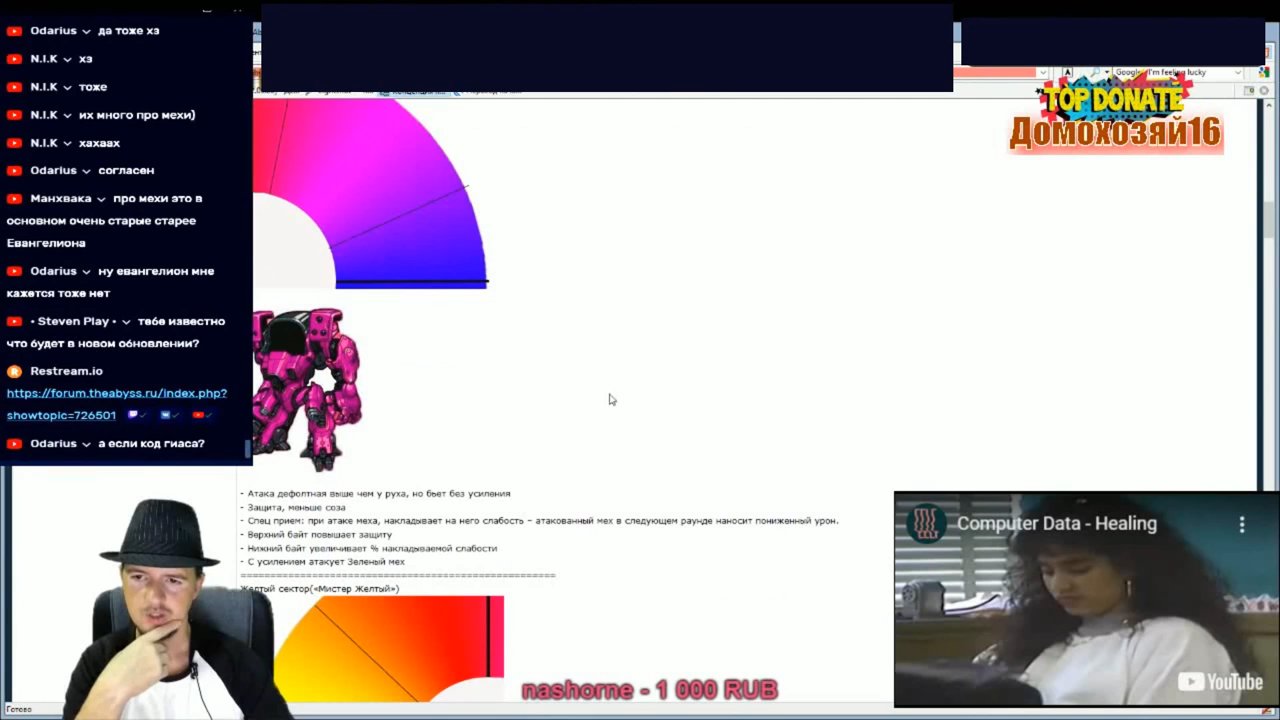 Odarius да тоже хз
N.I.K хз
N.I.K тоже
N.I.K их много про мехи)
N.I.K хахвах
Odarius согласен
Манхвака про мехи это в
основном очень старые старее
Евангелиона
Odarius ну евангелион мне
кажется тоже нет
• Steven Play • тебе известно
что будет в новом обновлении?
Restream.io
https://forum.theabyss.ru/index.php?
showtopic=726501
Odarius а если код гиаса?
Google: I'm feeling lucky
TOP DONATE
Домохозяй16
- Атака дефолтная выше чем у руха, но бьет без усиления
- Защита, меньше соза
- Спец прием: при атаке меха, накладывает на него слабость – атакованный мех в следующем раунде наносит пониженный урон.
- Верхний байт повышает защиту
- Нижний байт увеличивает % накладываемой слабости
- С усилением атакует Зеленый мех
=====================================================
Желтый сектор(«Мистер Желтый»)
Computer Data - Healing
YouTube
nashorne - 1 000 RUB
Готово